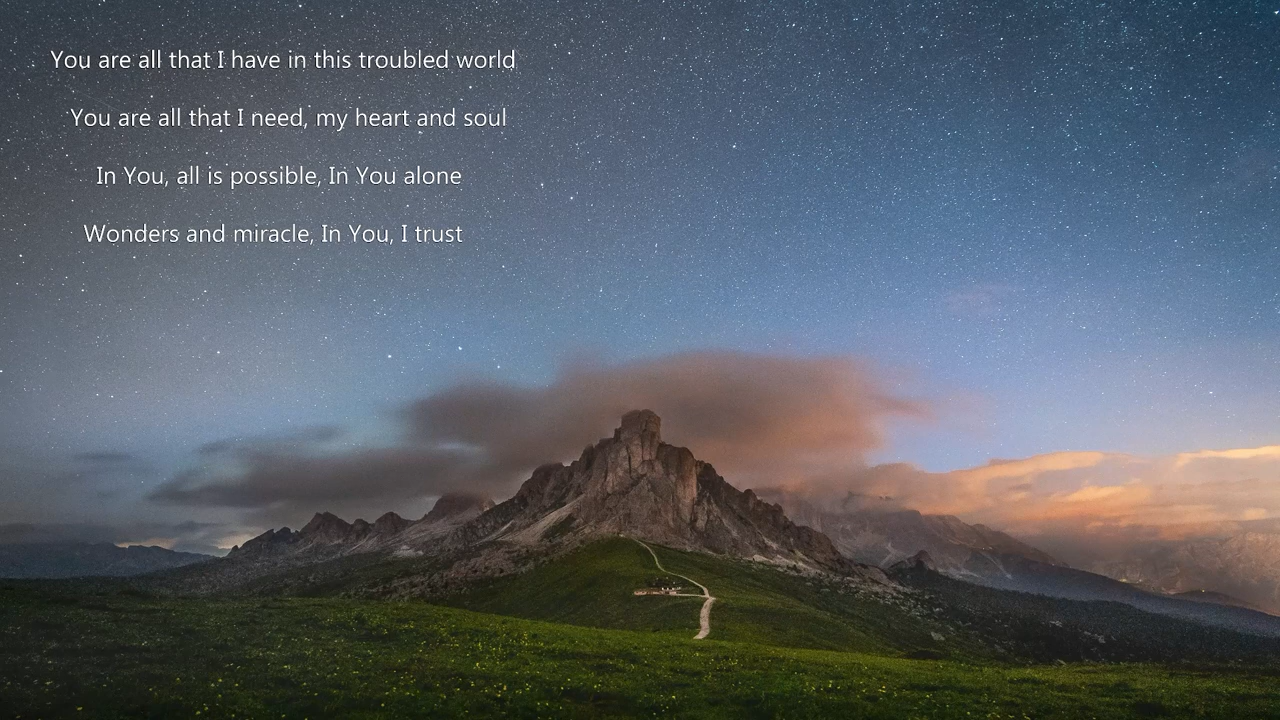 You are all that I have in this troubled world
You are all that I need, my heart and soul
In You, all is possible, In You alone
Wonders and miracle, In You, I trust